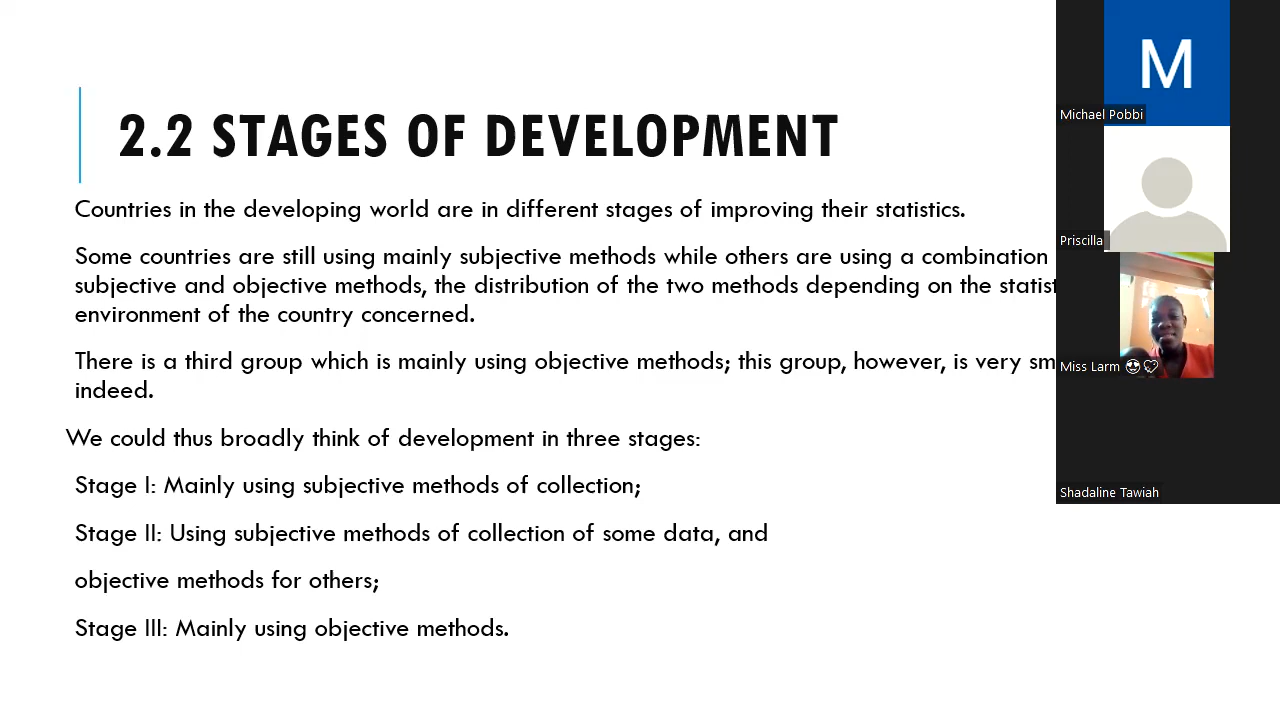 2.2 STAGES OF DEVELOPMENT
Countries in the developing world are in different stages of improving their statistics.
Some countries are still using mainly subjective methods while others are using a combination
subjective and objective methods, the distribution of the two methods depending on the
environment of the country concerned.
There is a third group which is mainly using objective methods; this group, however, is very
indeed.
We could thus broadly think of development in three stages:
Stage I: Mainly using subjective methods of collection;
Stage II: Using subjective methods of collection of some data, and
objective methods for others;
Stage III: Mainly using objective methods.
M
Michael Pobbi
Priscilla
Miss Larm
Shadaline Tawiah